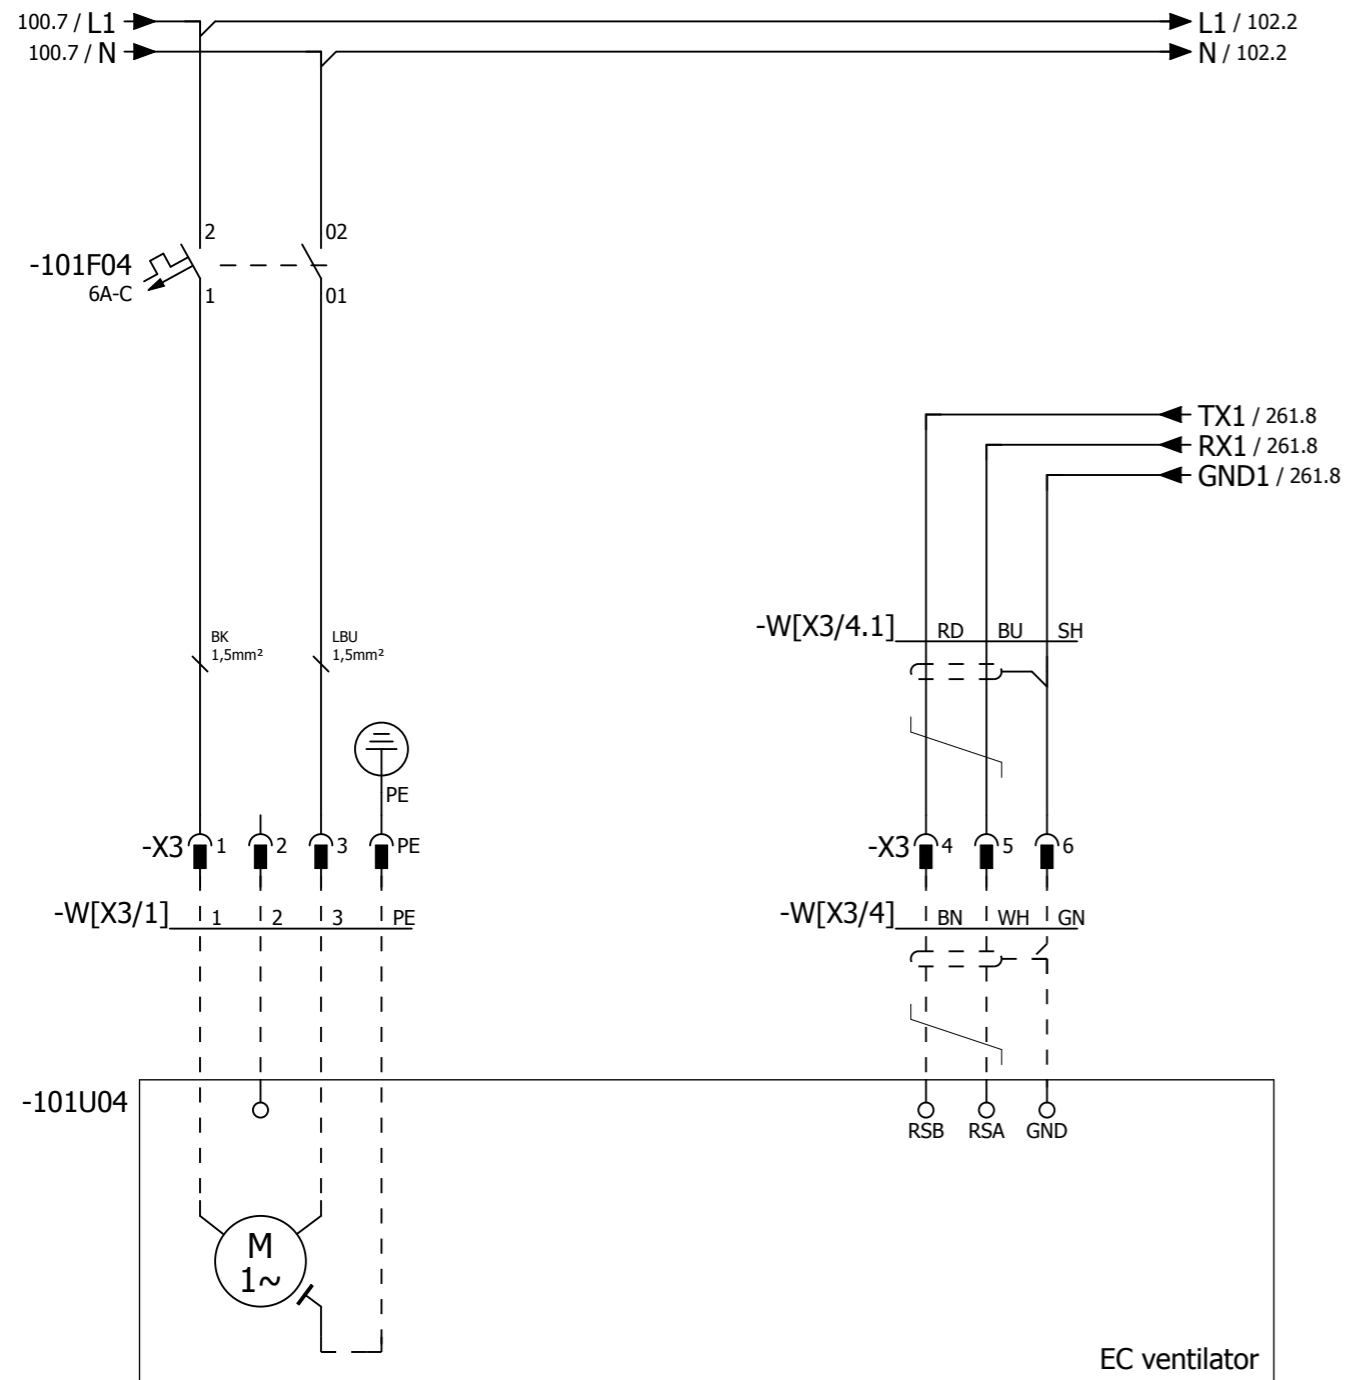 100.7 / L1
L1 / 102.2
100.7 / N
N / 102.2
2
02
-101F04
6A-C
1
01
TX1 / 261.8
RX1 / 261.8
GND1 / 261.8
-W[X3/4.1]
RD
BU
SH
BK
1,5mm²
LBU
1,5mm²
PE
-X3
1
2
3
PE
-X3
4
5
6
-W[X3/1]
1
2
3
PE
-W[X3/4]
BN
WH
GN
-101U04
RSB
RSA
GND
M
1~
EC ventilator